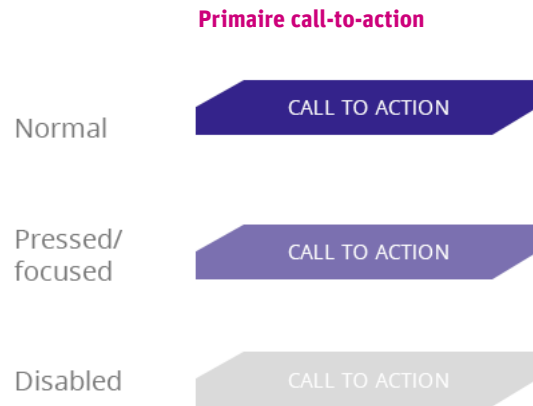 Primaire call-to-action
Normal
CALL TO ACTION
Pressed/
focused
CALL TO ACTION
Disabled
CALL TO ACTION